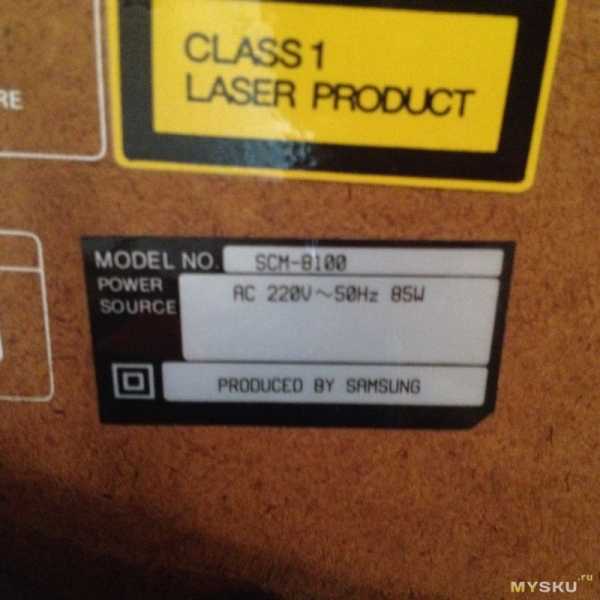 RE
CLASS 1
LASER PRODUCT
MODEL NO. SCM-8100
POWER
SOURCE
AC 220V～50Hz 85W
PRODUCED BY SAMSUNG
MYSKU.ru